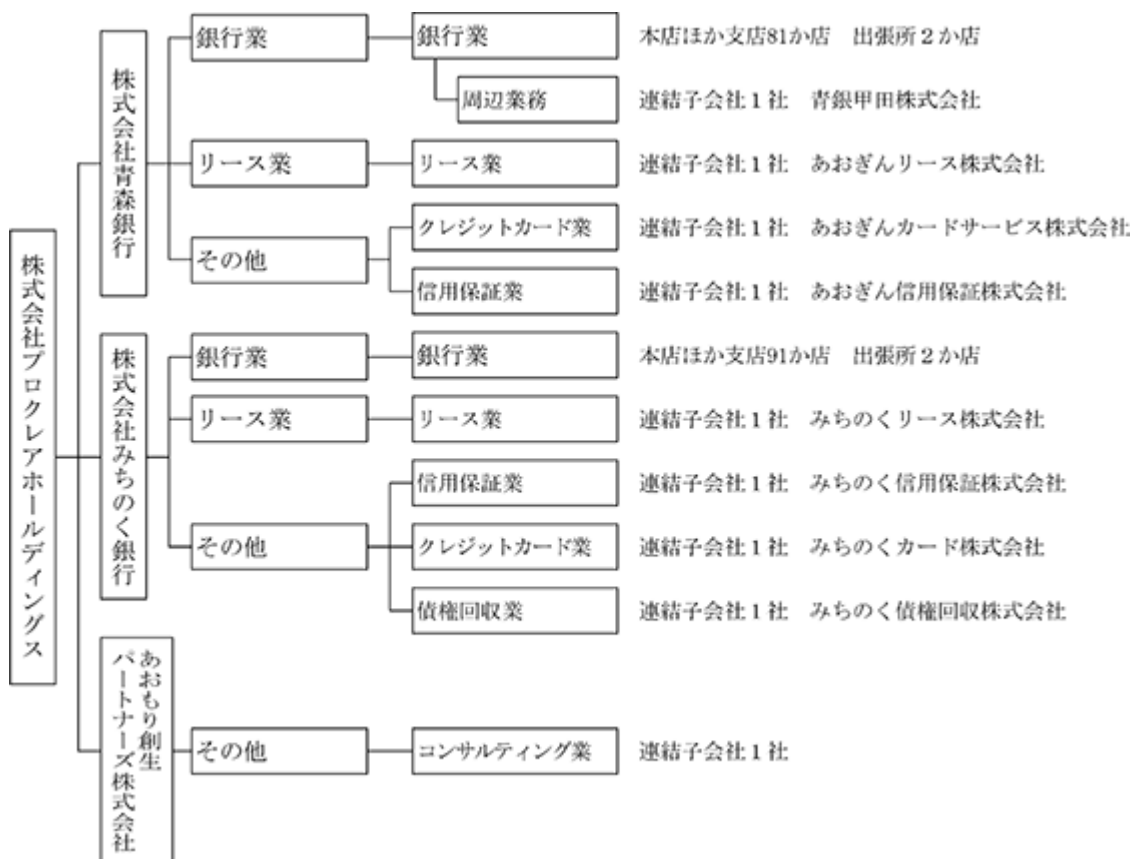 株式会社プロクレアホールディングス
株式会社青森銀行
銀行業
銀行業
本店ほか支店81か店 出張所2か店
周辺業務
連結子会社1社 青銀甲田株式会社
リース業
リース業
連結子会社1社 あおぎんリース株式会社
その他
クレジットカード業
連結子会社1社 あおぎんカードサービス株式会社
信用保証業
連結子会社1社 あおぎん信用保証株式会社
株式会社みちのく銀行
銀行業
銀行業
本店ほか支店91か店 出張所2か店
リース業
リース業
連結子会社1社 みちのくリース株式会社
その他
信用保証業
連結子会社1社 みちのく信用保証株式会社
クレジットカード業
連結子会社1社 みちのくカード株式会社
債権回収業
連結子会社1社 みちのく債権回収株式会社
あおもり創生
パートナーズ株式会社
その他
コンサルティング業
連結子会社1社